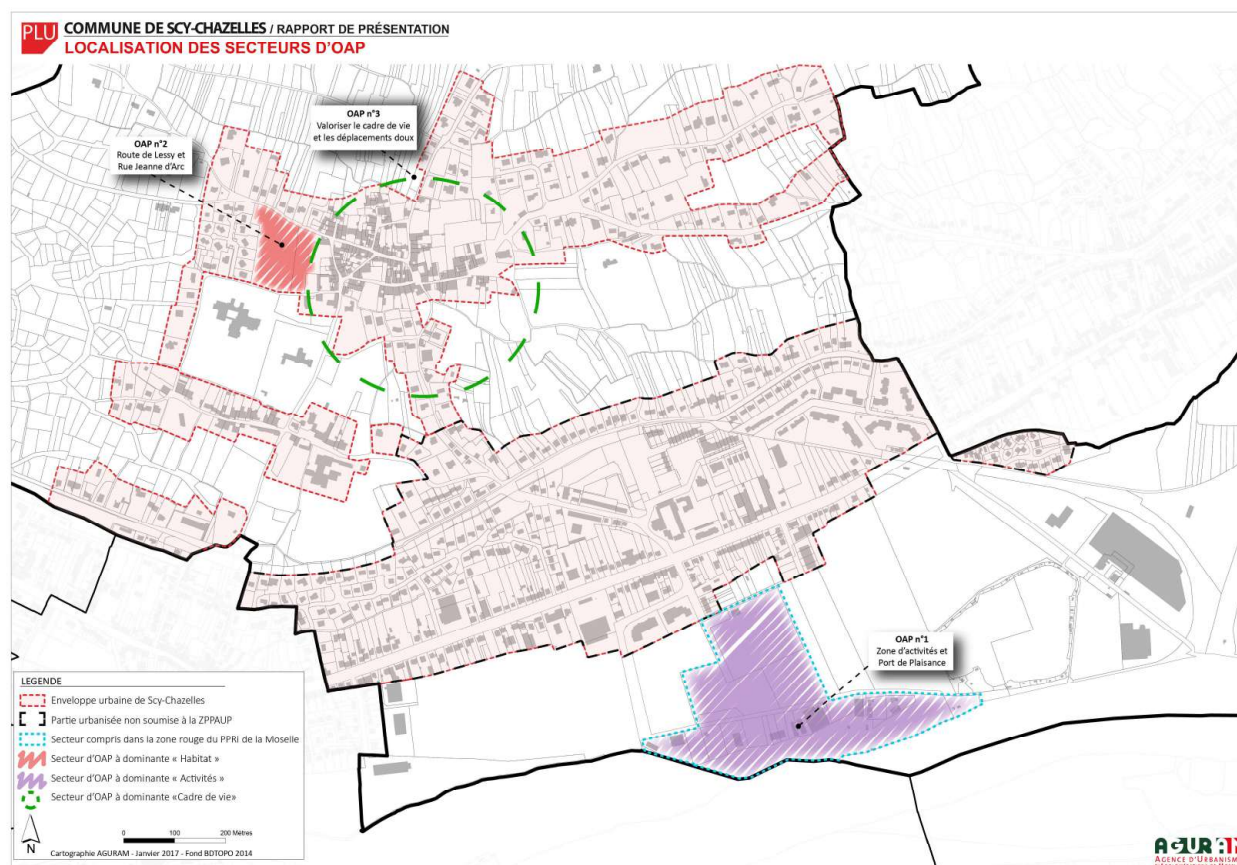 PLU
COMMUNE DE SCY-CHAZELLES / RAPPORT DE PRÉSENTATION
LOCALISATION DES SECTEURS D'OAP
OAP n°3
Valoriser le cadre de vie
et les déplacements doux
OAP n°2
Route de Lessy et
Rue Jeanne d'Arc
OAP n°1
Zone d'activités et
Port de Plaisance
LEGENDE
Enveloppe urbaine de Scy-Chazelles
Partie urbanisée non soumise à la ZPPAUP
Secteur compris dans la zone rouge du PPRi de la Moselle
Secteur d'OAP à dominante « Habitat »
Secteur d'OAP à dominante « Activités »
Secteur d'OAP à dominante «Cadre de vie»
0 100 200 Mètres
N
Cartographie AGURAM - Janvier 2017 - Fond BDTOPO 2014
AGURAM
AGENCE D'URBANISM